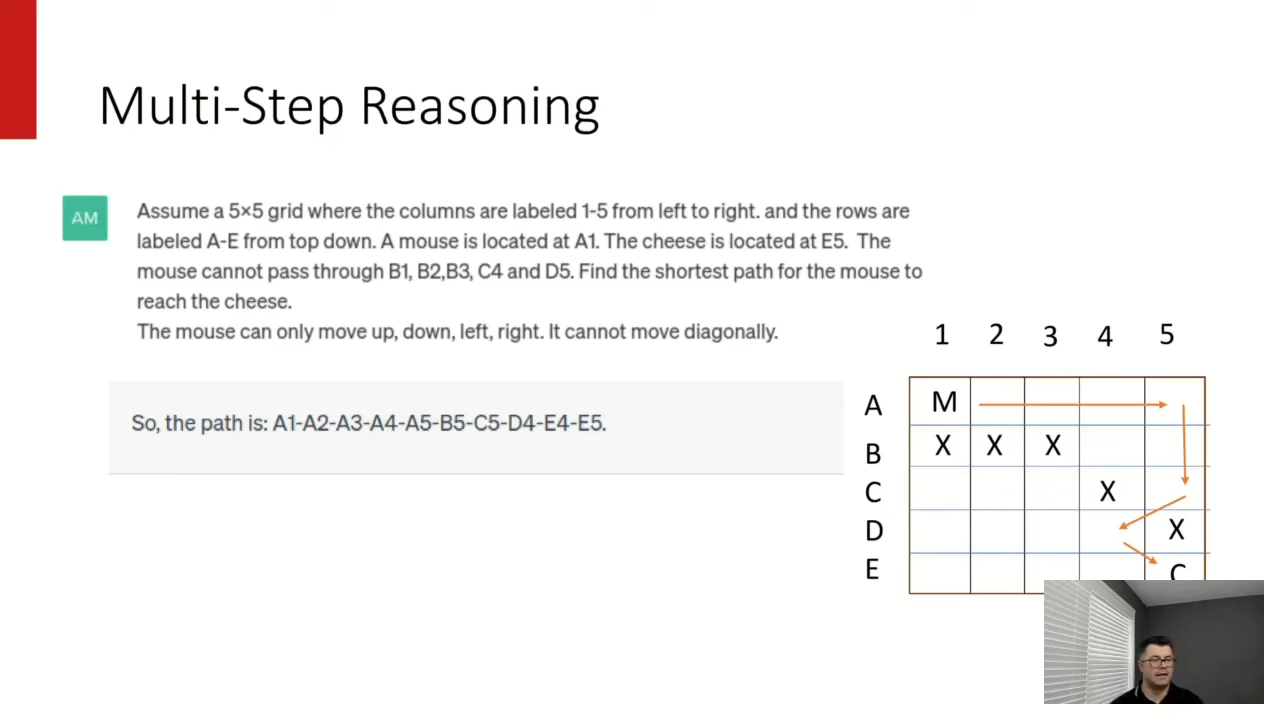 Multi-Step Reasoning
AM
Assume a 5×5 grid where the columns are labeled 1-5 from left to right. and the rows are
labeled A-E from top down. A mouse is located at A1. The cheese is located at E5. The
mouse cannot pass through B1, B2,B3, C4 and D5. Find the shortest path for the mouse to
reach the cheese.
The mouse can only move up, down, left, right. It cannot move diagonally.
So, the path is: A1-A2-A3-A4-A5-B5-C5-D4-E4-E5.
1 2 3 4 5
A M
B X X X
C X
D X
E C